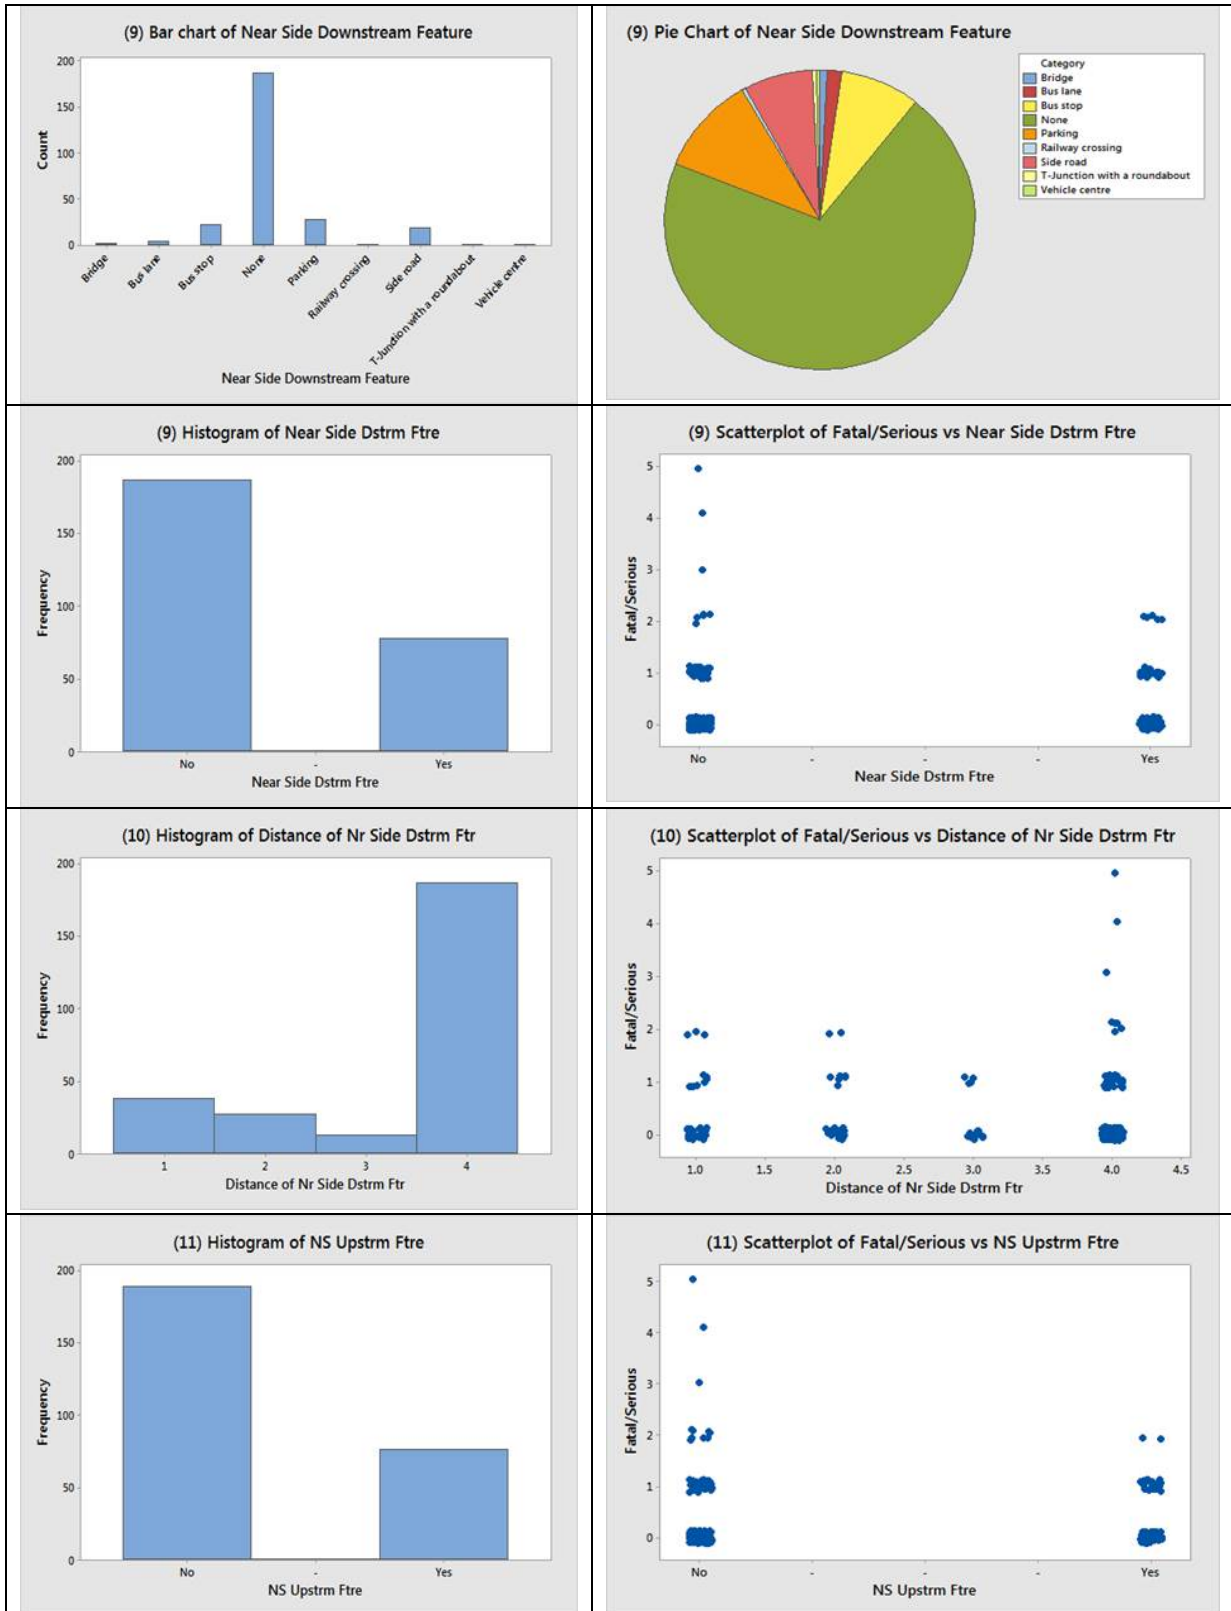 (9) Bar chart of Near Side Downstream Feature
200
150
100
50
0
Count
Bridge
Bus lane
Bus stop
None
Parking
Railway crossing
Side road
T-Junction with a roundabout
Vehicle centre
Near Side Downstream Feature
(9) Pie Chart of Near Side Downstream Feature
Category
Bridge
Bus lane
Bus stop
None
Parking
Railway crossing
Side road
T-Junction with a roundabout
Vehicle centre
(9) Histogram of Near Side Dstrm Ftre
200
150
100
50
0
Frequency
No - Yes
Near Side Dstrm Ftre
(9) Scatterplot of Fatal/Serious vs Near Side Dstrm Ftre
5
4
3
2
1
0
Fatal/Serious
No - - - Yes
Near Side Dstrm Ftre
(10) Histogram of Distance of Nr Side Dstrm Ftr
200
150
100
50
0
Frequency
1 2 3 4
Distance of Nr Side Dstrm Ftr
(10) Scatterplot of Fatal/Serious vs Distance of Nr Side Dstrm Ftr
5
4
3
2
1
0
Fatal/Serious
1.0 1.5 2.0 2.5 3.0 3.5 4.0 4.5
Distance of Nr Side Dstrm Ftr
(11) Histogram of NS Upstrm Ftre
200
150
100
50
0
Frequency
No - Yes
NS Upstrm Ftre
(11) Scatterplot of Fatal/Serious vs NS Upstrm Ftre
5
4
3
2
1
0
Fatal/Serious
No - - - Yes
NS Upstrm Ftre